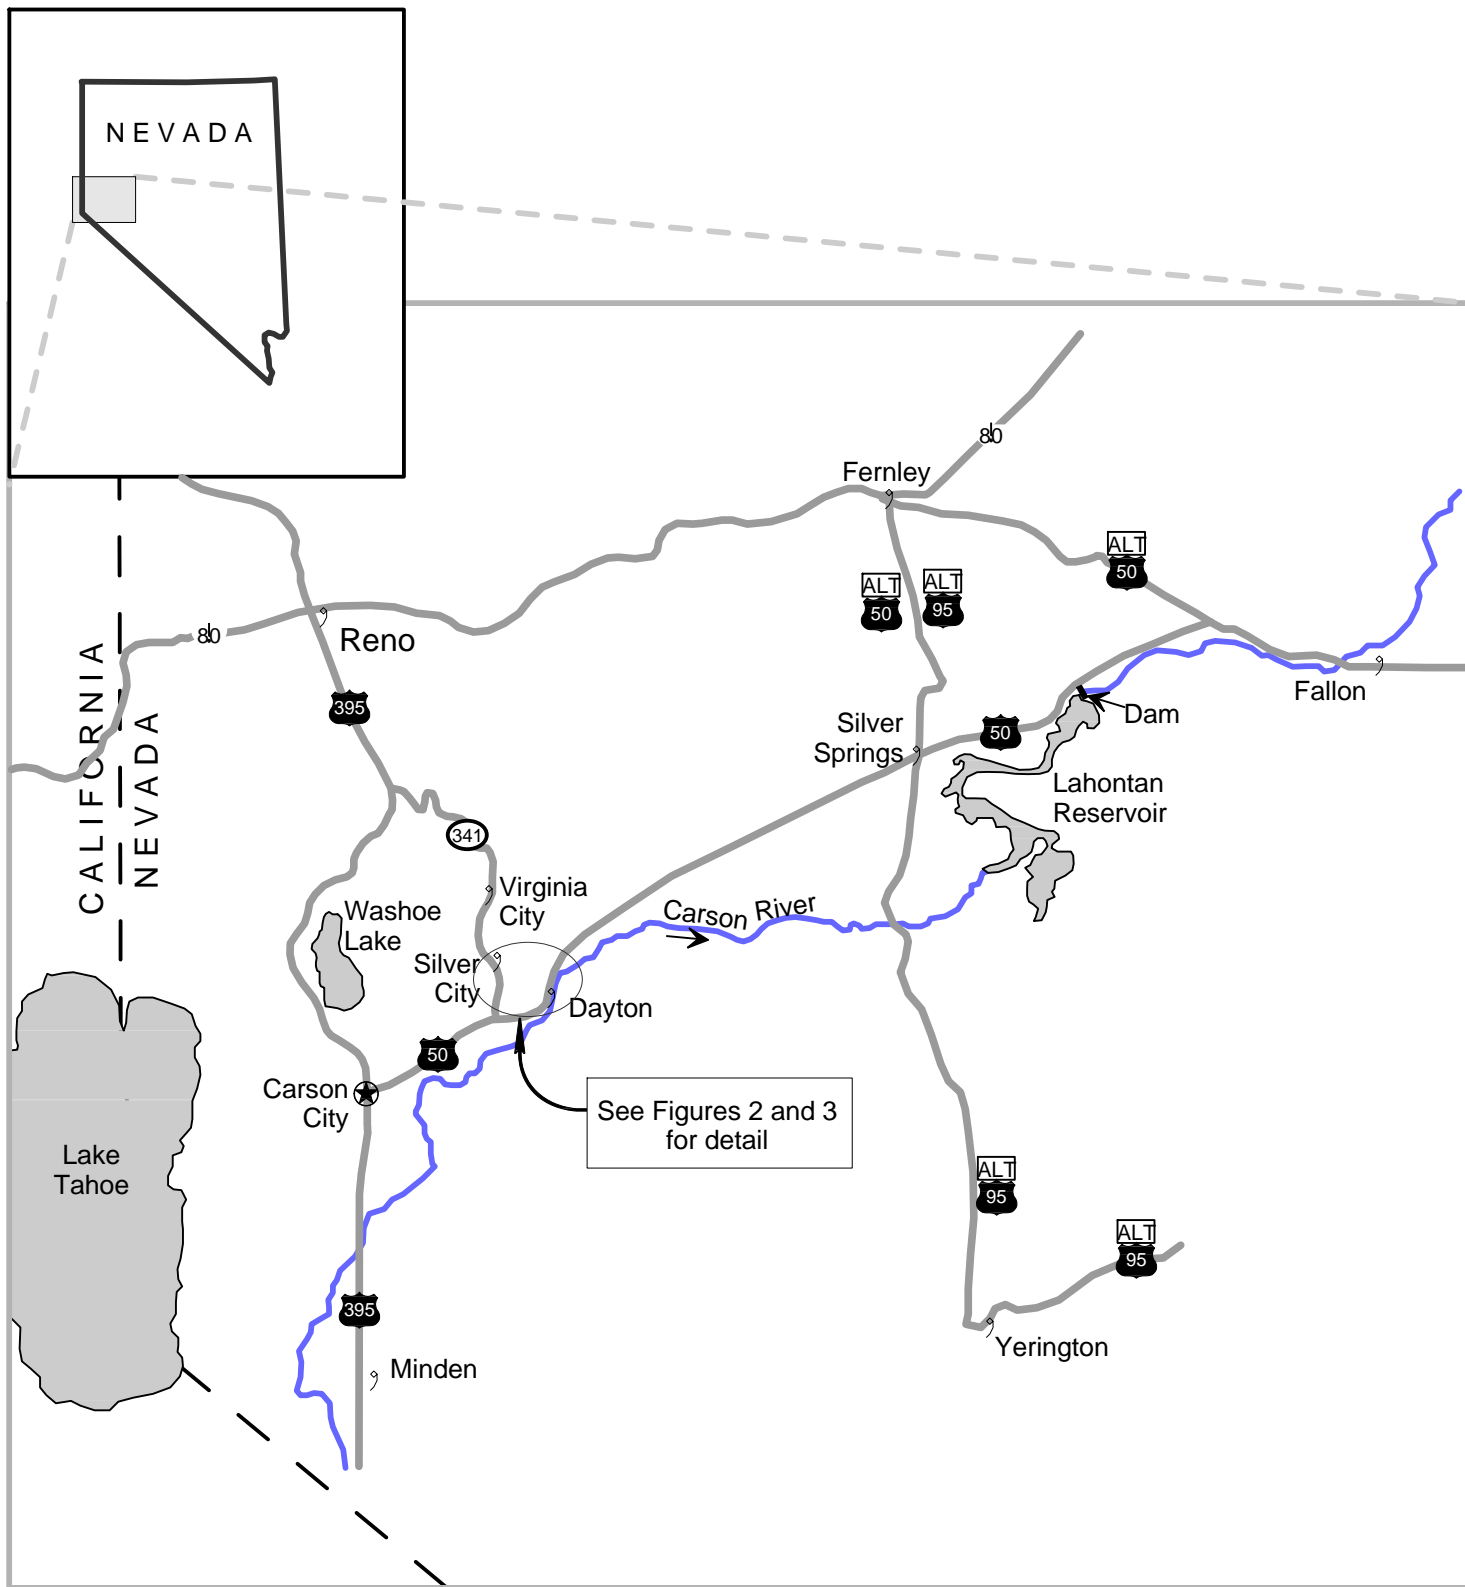 NEVADA
80
Fernley
ALT
50
ALT
50
ALT
95
80
Reno
CALIFORNIA
NEVADA
395
Fallon
Dam
Silver
Springs
50
Lahontan
Reservoir
341
Virginia
City
Washoe
Lake
Carson River
Silver
City
Dayton
50
Carson
City
See Figures 2 and 3
for detail
Lake
Tahoe
ALT
95
ALT
95
395
Yerington
Minden